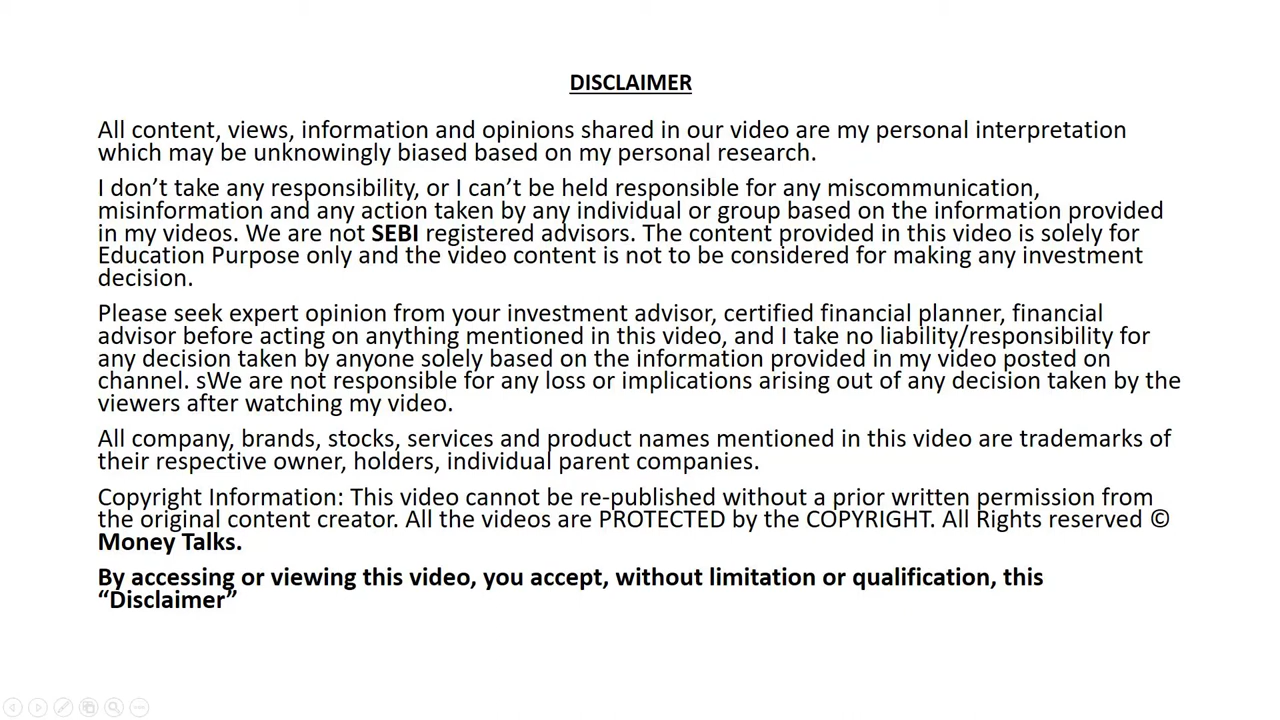 DISCLAIMER
All content, views, information and opinions shared in our video are my personal interpretation
which may be unknowingly biased based on my personal research.
I don’t take any responsibility, or I can’t be held responsible for any miscommunication,
misinformation and any action taken by any individual or group based on the information provided
in my videos. We are not SEBI registered advisors. The content provided in this video is solely for
Education Purpose only and the video content is not to be considered for making any investment
decision.
Please seek expert opinion from your investment advisor, certified financial planner, financial
advisor before acting on anything mentioned in this video, and I take no liability/responsibility for
any decision taken by anyone solely based on the information provided in my video posted on
channel. sWe are not responsible for any loss or implications arising out of any decision taken by the
viewers after watching my video.
All company, brands, stocks, services and product names mentioned in this video are trademarks of
their respective owner, holders, individual parent companies.
Copyright Information: This video cannot be re-published without a prior written permission from
the original content creator. All the videos are PROTECTED by the COPYRIGHT. All Rights reserved ©
Money Talks.
By accessing or viewing this video, you accept, without limitation or qualification, this
“Disclaimer”